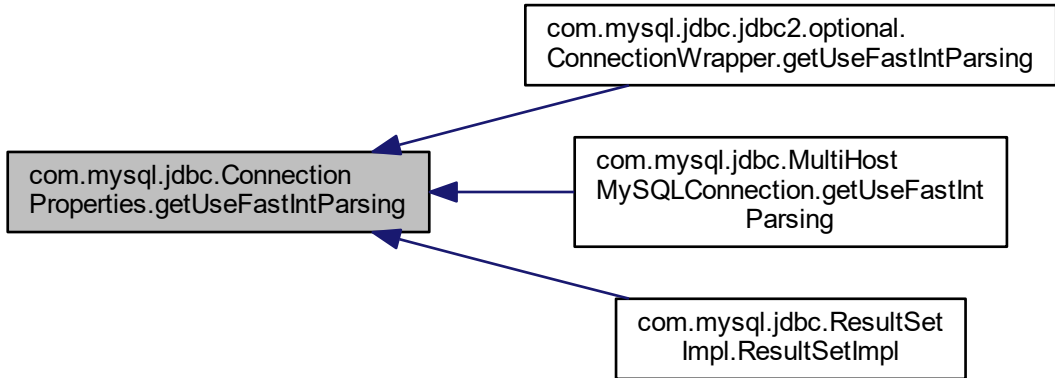 com.mysql.jdbc.jdbc2.optional.
ConnectionWrapper.getUseFastIntParsing
com.mysql.jdbc.Connection
Properties.getUseFastIntParsing
com.mysql.jdbc.MultiHost
MySQLConnection.getUseFastInt
Parsing
com.mysql.jdbc.ResultSet
Impl.ResultSetImpl